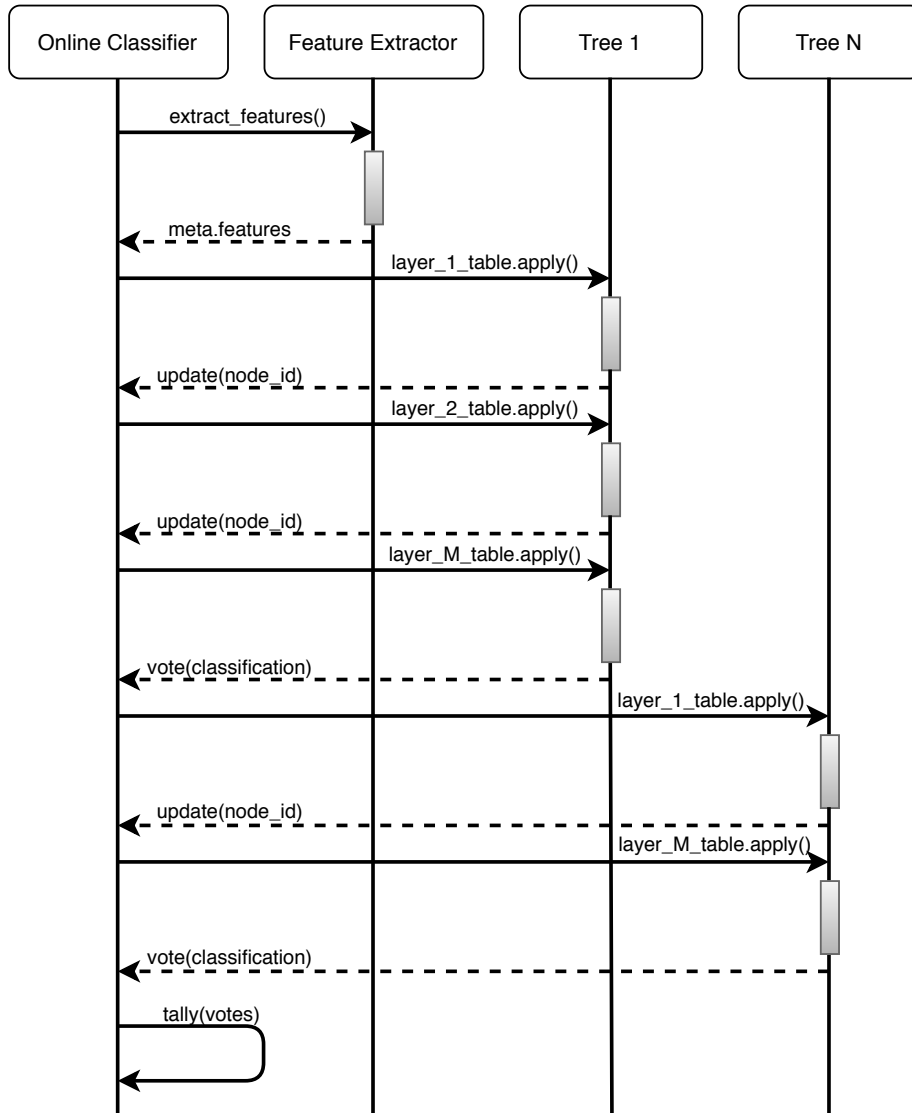 Online Classifier
Feature Extractor
Tree 1
Tree N
extract_features()
meta.features
layer_1_table.apply()
update(node_id)
layer_2_table.apply()
update(node_id)
layer_M_table.apply()
vote(classification)
layer_1_table.apply()
update(node_id)
layer_M_table.apply()
vote(classification)
tally(votes)